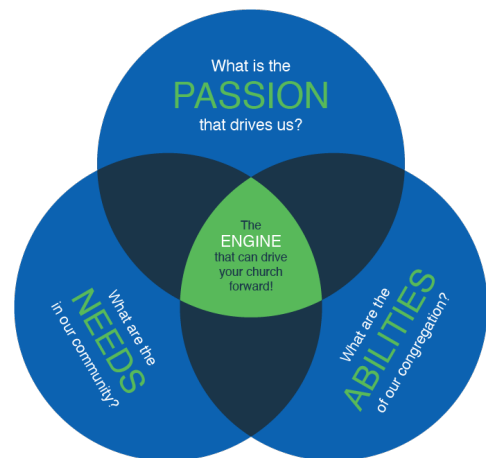 What is the
PASSION
that drives us?
The
ENGINE
that can drive
your church
forward!
What are the
NEEDS
in our community?
What are the
ABILITIES
of our congregation?